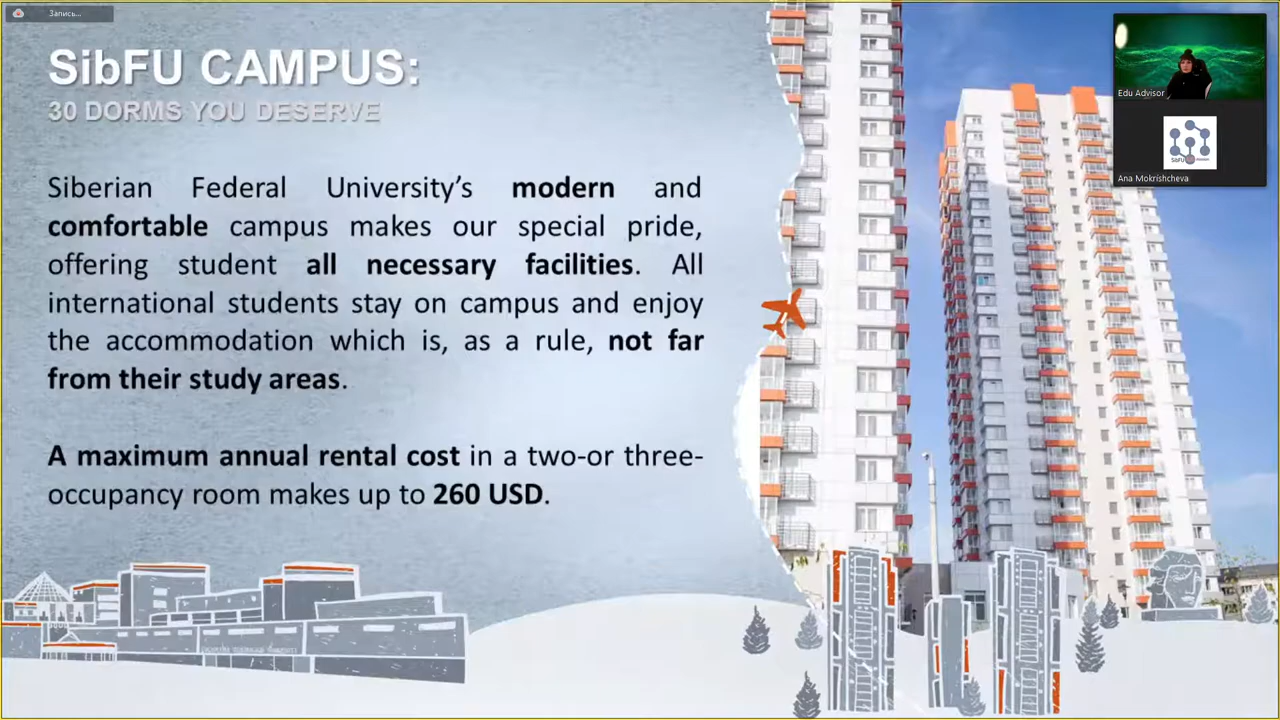 Запись...
SibFU CAMPUS:
30 DORMS YOU DESERVE
Siberian Federal University’s modern and
comfortable campus makes our special pride,
offering student all necessary facilities. All
international students stay on campus and enjoy
the accommodation which is, as a rule, not far
from their study areas.
A maximum annual rental cost in a two-or three-
occupancy room makes up to 260 USD.
Edu Advisor
Ana Mokrishcheva